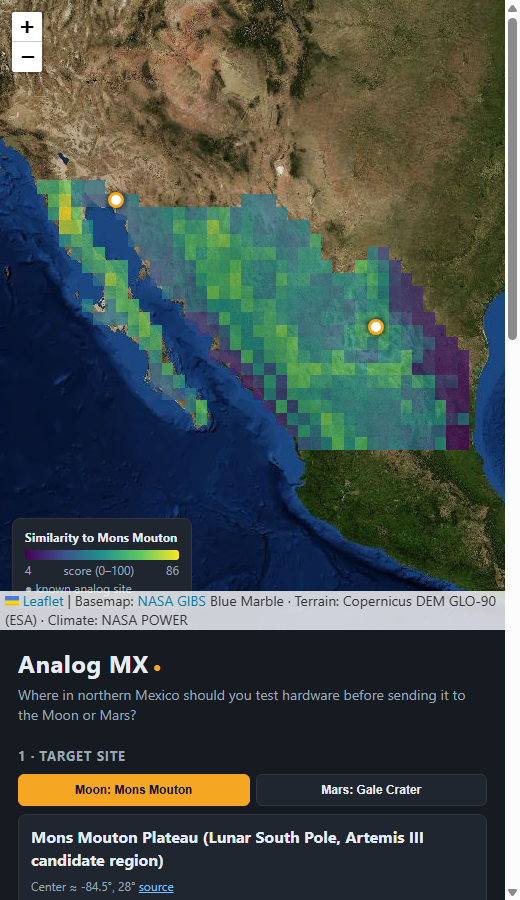 +
−
Similarity to Mons Mouton
4 score (0–100) 86
● known analog site
Leaflet | Basemap: NASA GIBS Blue Marble · Terrain: Copernicus DEM GLO-90
(ESA) · Climate: NASA POWER
Analog MX
Where in northern Mexico should you test hardware before sending it to
the Moon or Mars?
1 · TARGET SITE
Moon: Mons Mouton Mars: Gale Crater
Mons Mouton Plateau (Lunar South Pole, Artemis III
candidate region)
Center ≈ -84.5°, 28° source